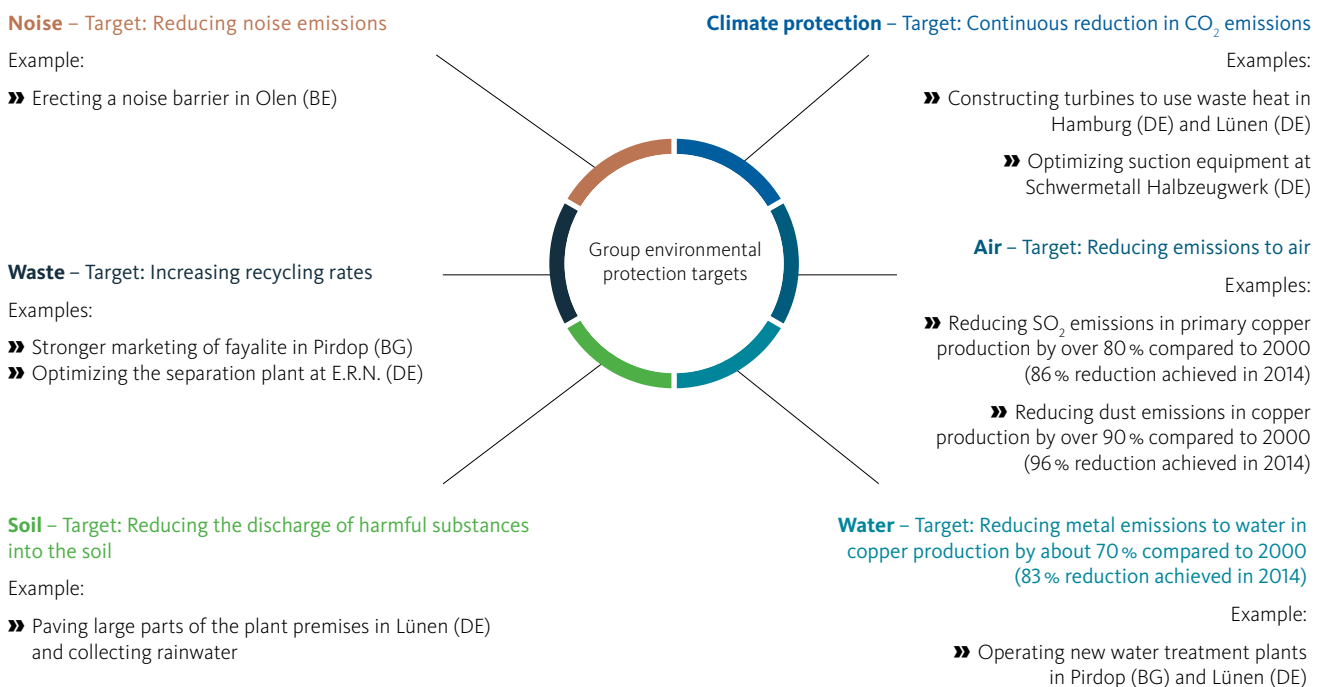 Noise – Target: Reducing noise emissions
Example:
» Erecting a noise barrier in Olen (BE)
Climate protection – Target: Continuous reduction in CO₂ emissions
Examples:
» Constructing turbines to use waste heat in
Hamburg (DE) and Lünen (DE)
» Optimizing suction equipment at
Schwermetall Halbzeugwerk (DE)
Group environmental
protection targets
Waste – Target: Increasing recycling rates
Examples:
» Stronger marketing of fayalite in Pirdop (BG)
» Optimizing the separation plant at E.R.N. (DE)
Air – Target: Reducing emissions to air
Examples:
» Reducing SO₂ emissions in primary copper
production by over 80 % compared to 2000
(86 % reduction achieved in 2014)
» Reducing dust emissions in copper
production by over 90 % compared to 2000
(96 % reduction achieved in 2014)
Soil – Target: Reducing the discharge of harmful substances
into the soil
Example:
» Paving large parts of the plant premises in Lünen (DE)
and collecting rainwater
Water – Target: Reducing metal emissions to water in
copper production by about 70 % compared to 2000
(83 % reduction achieved in 2014)
Example:
» Operating new water treatment plants
in Pirdop (BG) and Lünen (DE)